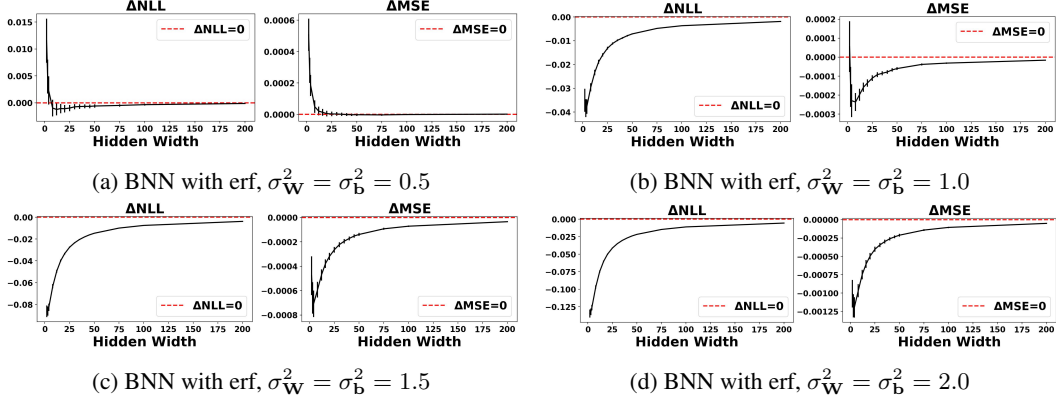 ΔNLL
0.015
0.010
0.005
0.000
ΔNLL=0
0 25 50 75 100 125 150 175 200
Hidden Width
ΔMSE
0.0006
0.0004
0.0002
0.0000
ΔMSE=0
0 25 50 75 100 125 150 175 200
Hidden Width
(a) BNN with erf, σ²_W = σ²_b = 0.5
ΔNLL
0.00
−0.01
−0.02
−0.03
−0.04
ΔNLL=0
0 25 50 75 100 125 150 175 200
Hidden Width
ΔMSE
0.0002
0.0001
0.0000
−0.0001
−0.0002
−0.0003
ΔMSE=0
0 25 50 75 100 125 150 175 200
Hidden Width
(b) BNN with erf, σ²_W = σ²_b = 1.0
ΔNLL
0.00
−0.02
−0.04
−0.06
−0.08
ΔNLL=0
0 25 50 75 100 125 150 175 200
Hidden Width
ΔMSE
0.0000
−0.0002
−0.0004
−0.0006
−0.0008
ΔMSE=0
0 25 50 75 100 125 150 175 200
Hidden Width
(c) BNN with erf, σ²_W = σ²_b = 1.5
ΔNLL
0.000
−0.025
−0.050
−0.075
−0.100
−0.125
ΔNLL=0
0 25 50 75 100 125 150 175 200
Hidden Width
ΔMSE
0.00000
−0.00025
−0.00050
−0.00075
−0.00100
−0.00125
ΔMSE=0
0 25 50 75 100 125 150 175 200
Hidden Width
(d) BNN with erf, σ²_W = σ²_b = 2.0